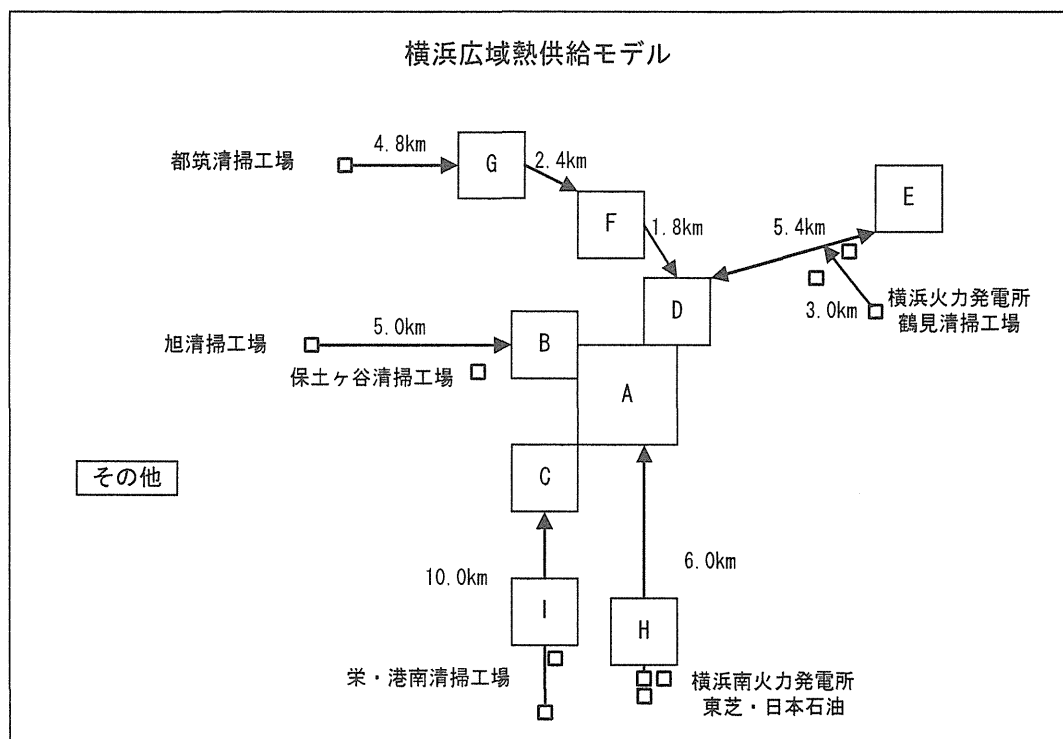 横浜広域熱供給モデル
都筑清掃工場
4.8km
G
2.4km
F
1.8km
E
5.4km
D
3.0km
横浜火力発電所
鶴見清掃工場
旭清掃工場
5.0km
B
保土ヶ谷清掃工場
A
その他
C
10.0km
6.0km
I
H
栄・港南清掃工場
横浜南火力発電所
東芝・日本石油